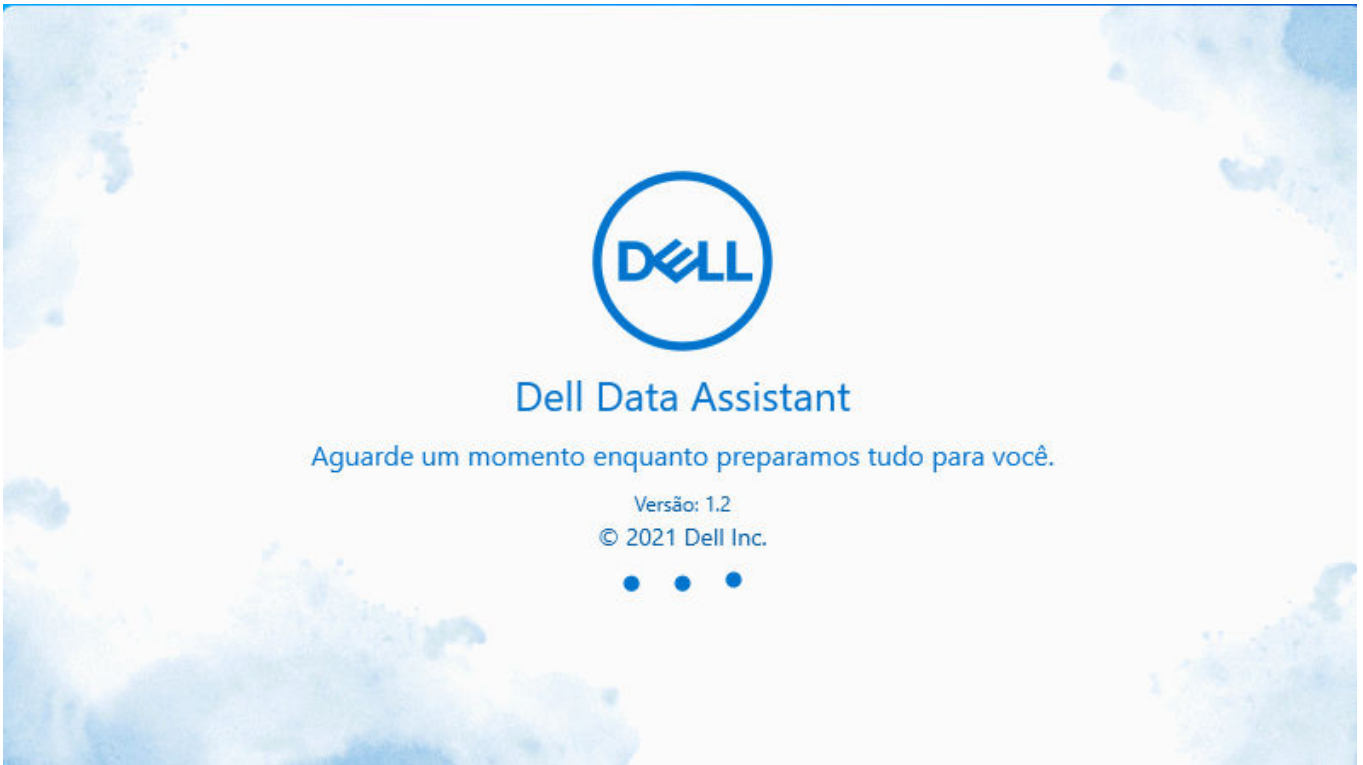 DELL
Dell Data Assistant
Aguarde um momento enquanto preparamos tudo para você.
Versão: 1.2
© 2021 Dell Inc.